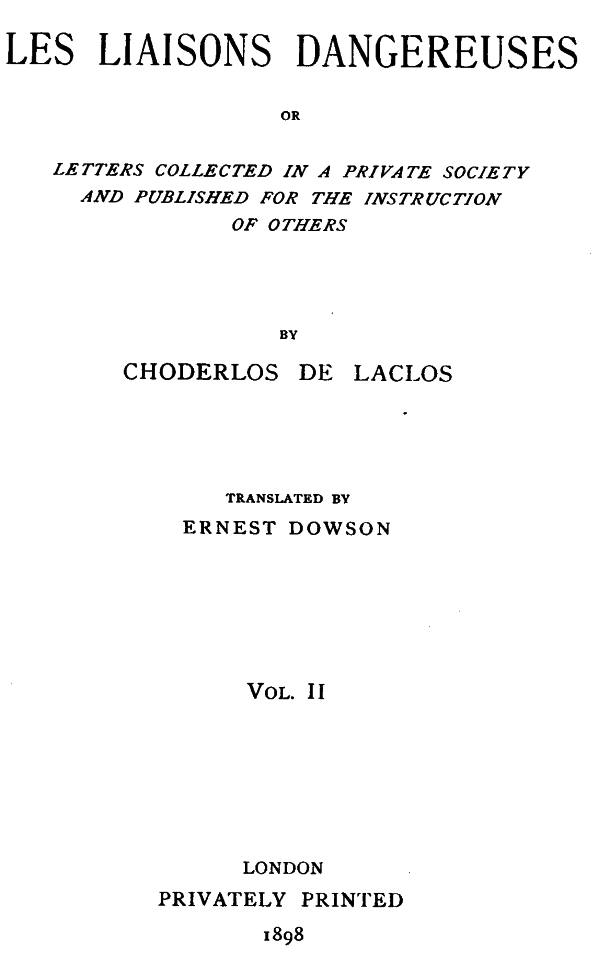 LES LIAISONS DANGEREUSES
OR
LETTERS COLLECTED IN A PRIVATE SOCIETY
AND PUBLISHED FOR THE INSTRUCTION
OF OTHERS
BY
CHODERLOS DE LACLOS
TRANSLATED BY
ERNEST DOWSON
VOL. II
LONDON
PRIVATELY PRINTED
1898